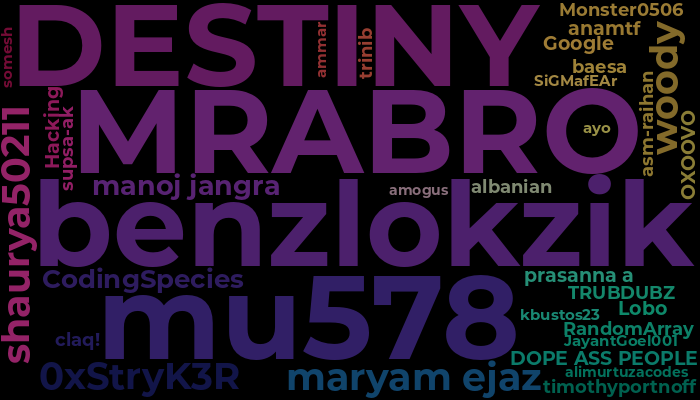 DESTINY
MRABRO
benzlokzik
mu578
somesh
ammar
trinib
Monster0506
anamtf
Google
baesa
SiGMafEAr
woody
ayo
asm-raihan
OXOOVO
Hacking
supsa-ak
shaurya50211
manoj jangra
amogus
albanian
CodingSpecies
claq!
0xStryK3R
maryam ejaz
prasanna a
TRUBDUBZ
Lobo
kbustos23
RandomArray
JayantGoel001
DOPE ASS PEOPLE
alimurtuzacodes
timothyportnoff